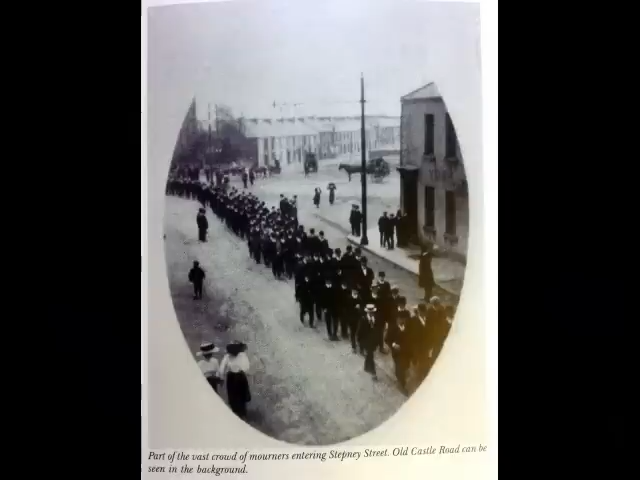 Part of the vast crowd of mourners entering Stepney Street. Old Castle Road can be
seen in the background.